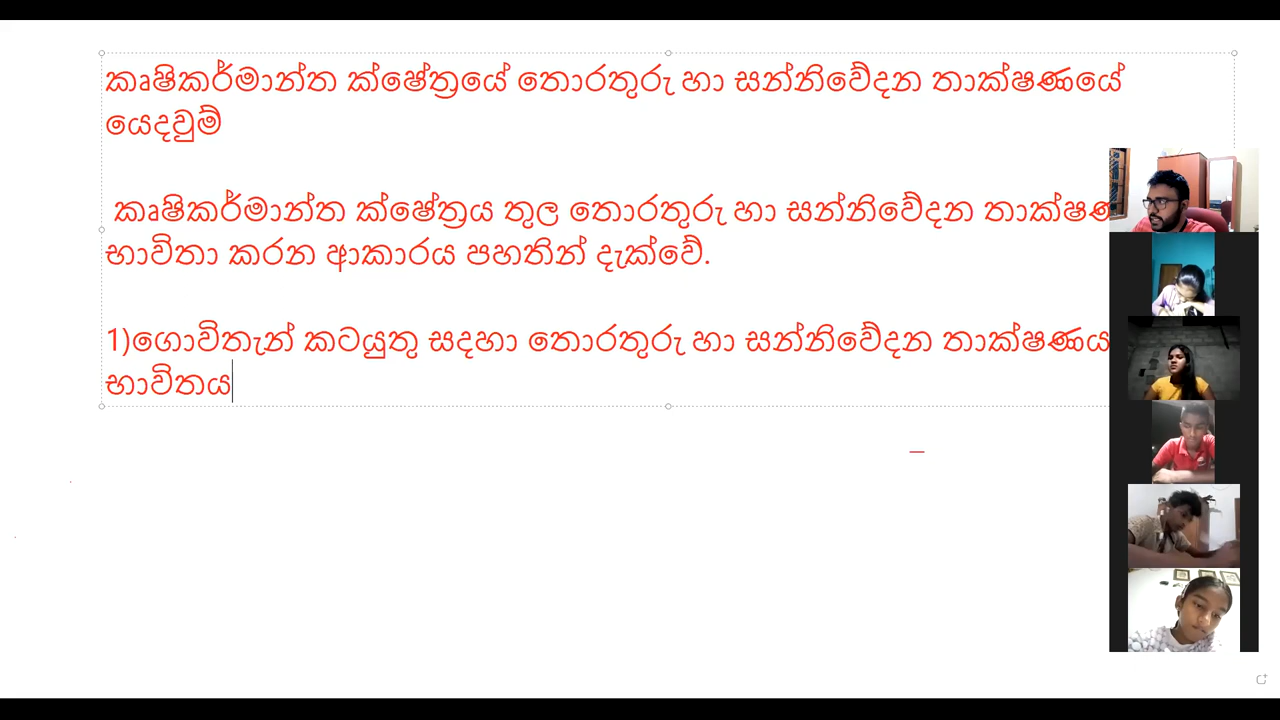 කෘෂිකර්මාන්ත ක්ෂේත්‍රයේ තොරතුරු හා සන්නිවේදන තාක්ෂණයේ
යෙදවුම්
කෘෂිකර්මාන්ත ක්ෂේත්‍රය තුල තොරතුරු හා සන්නිවේදන තාක්ෂණ
භාවිතා කරන ආකාරය පහතින් දැක්වේ.
1)ගොවිතැන් කටයුතු සදහා තොරතුරු හා සන්නිවේදන තාක්ෂණය
භාවිතය